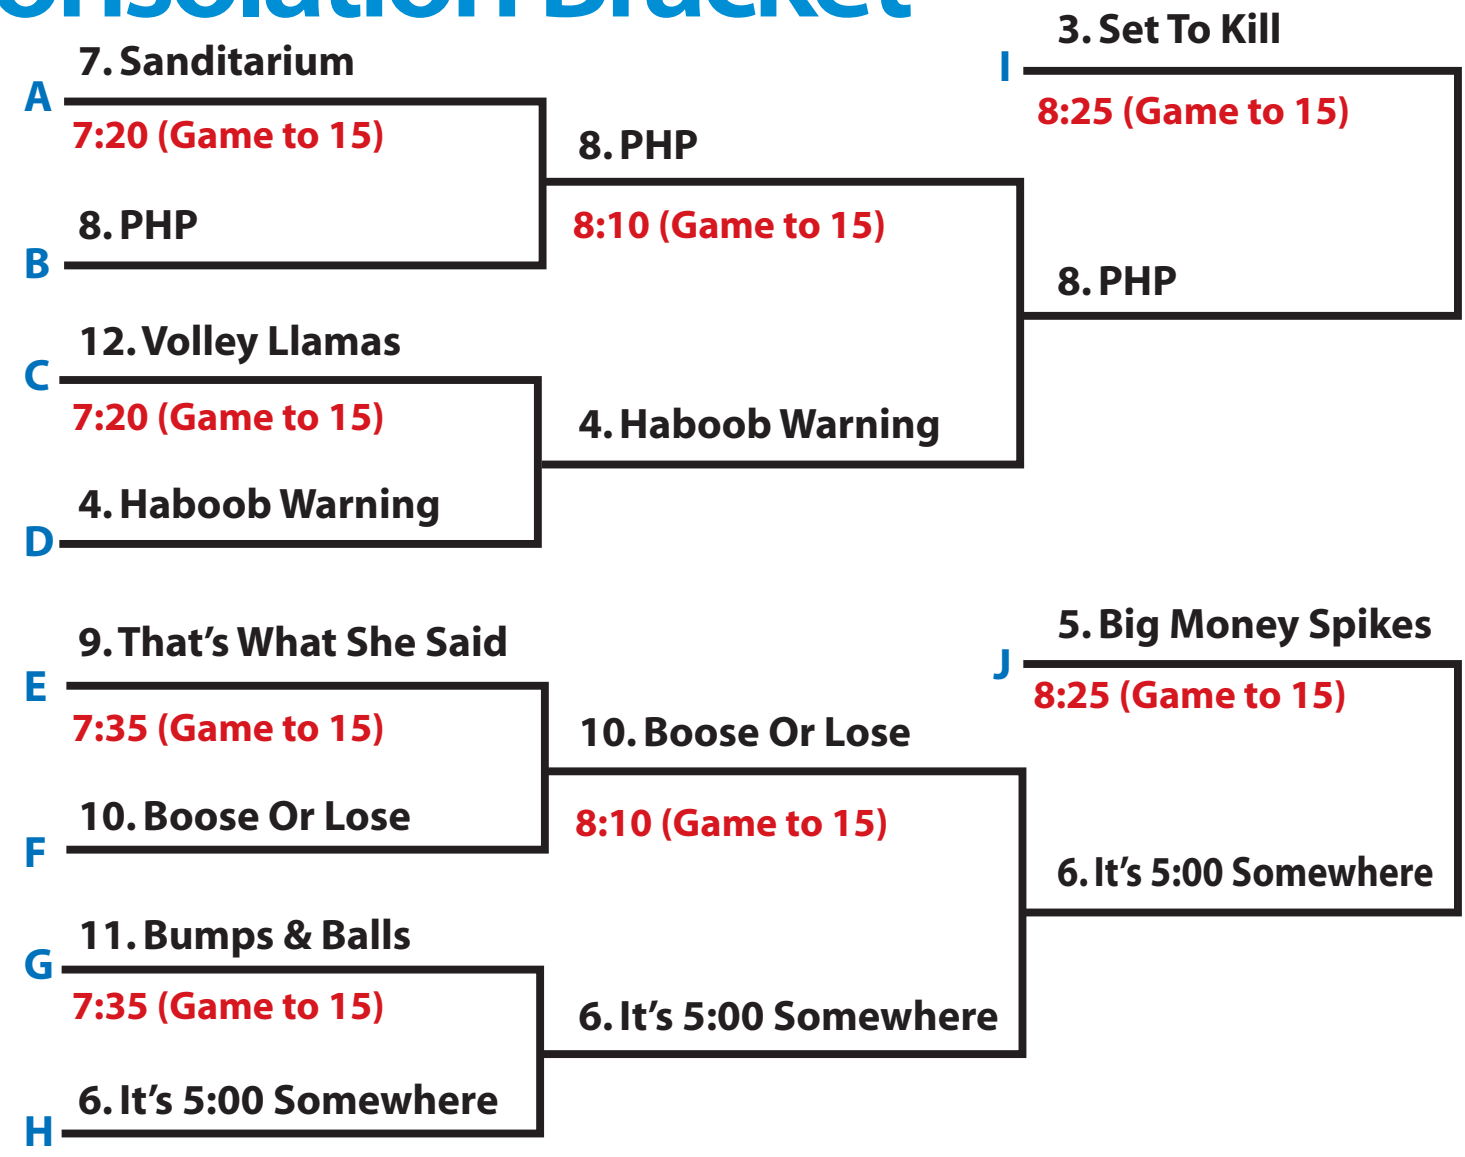 onsolation Bracket
7. Sanditarium
A
7:20 (Game to 15)
8. PHP
B
12. Volley Llamas
C
7:20 (Game to 15)
4. Haboob Warning
D
9. That’s What She Said
E
7:35 (Game to 15)
10. Boose Or Lose
F
11. Bumps & Balls
G
7:35 (Game to 15)
6. It’s 5:00 Somewhere
H
8. PHP
8:10 (Game to 15)
4. Haboob Warning
10. Boose Or Lose
8:10 (Game to 15)
6. It’s 5:00 Somewhere
3. Set To Kill
I
8:25 (Game to 15)
8. PHP
5. Big Money Spikes
J
8:25 (Game to 15)
6. It’s 5:00 Somewhere